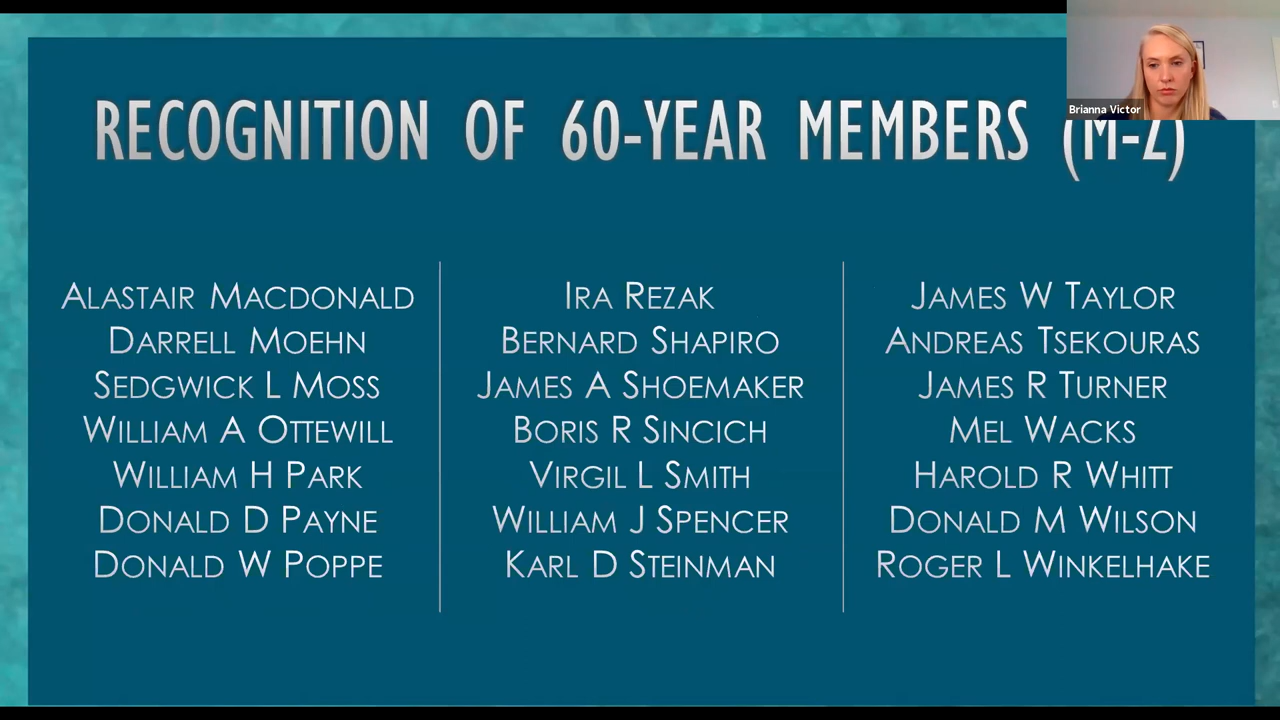 RECOGNITION OF 60-YEAR MEMBERS (M-Z)
Brianna Victor
ALASTAIR MACDONALD
DARRELL MOEHN
SEDGWICK L MOSS
WILLIAM A OTTEWILL
WILLIAM H PARK
DONALD D PAYNE
DONALD W POPPE
IRA REZAK
BERNARD SHAPIRO
JAMES A SHOEMAKER
BORIS R SINCICH
VIRGIL L SMITH
WILLIAM J SPENCER
KARL D STEINMAN
JAMES W TAYLOR
ANDREAS TSEKOURAS
JAMES R TURNER
MEL WACKS
HAROLD R WHITT
DONALD M WILSON
ROGER L WINKELHAKE